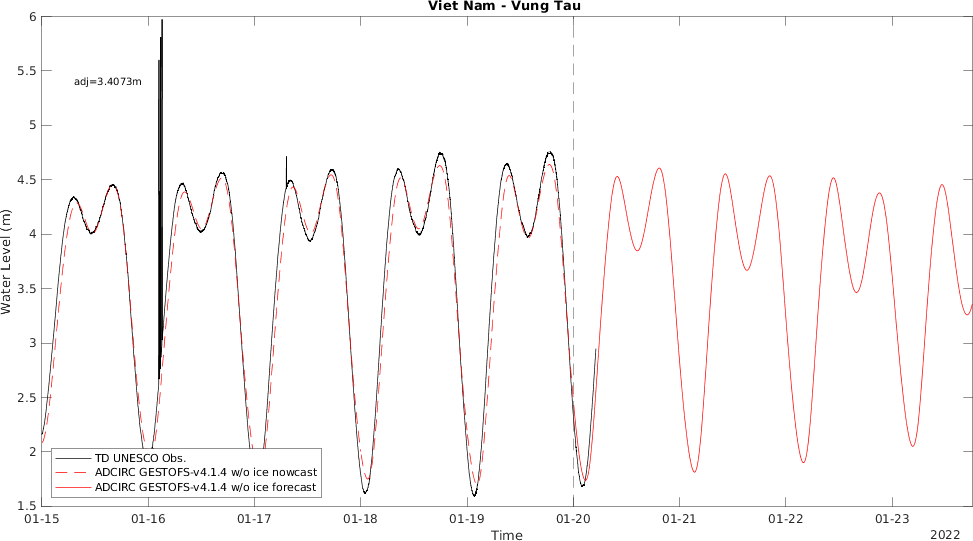 Viet Nam - Vung Tau
6
5.5
5
4.5
4
3.5
3
2.5
2
1.5
Water Level (m)
adj=3.4073m
TD UNESCO Obs.
ADCIRC GESTOFS-v4.1.4 w/o ice nowcast
ADCIRC GESTOFS-v4.1.4 w/o ice forecast
01-15 01-16 01-17 01-18 01-19 01-20 01-21 01-22 01-23
Time
2022